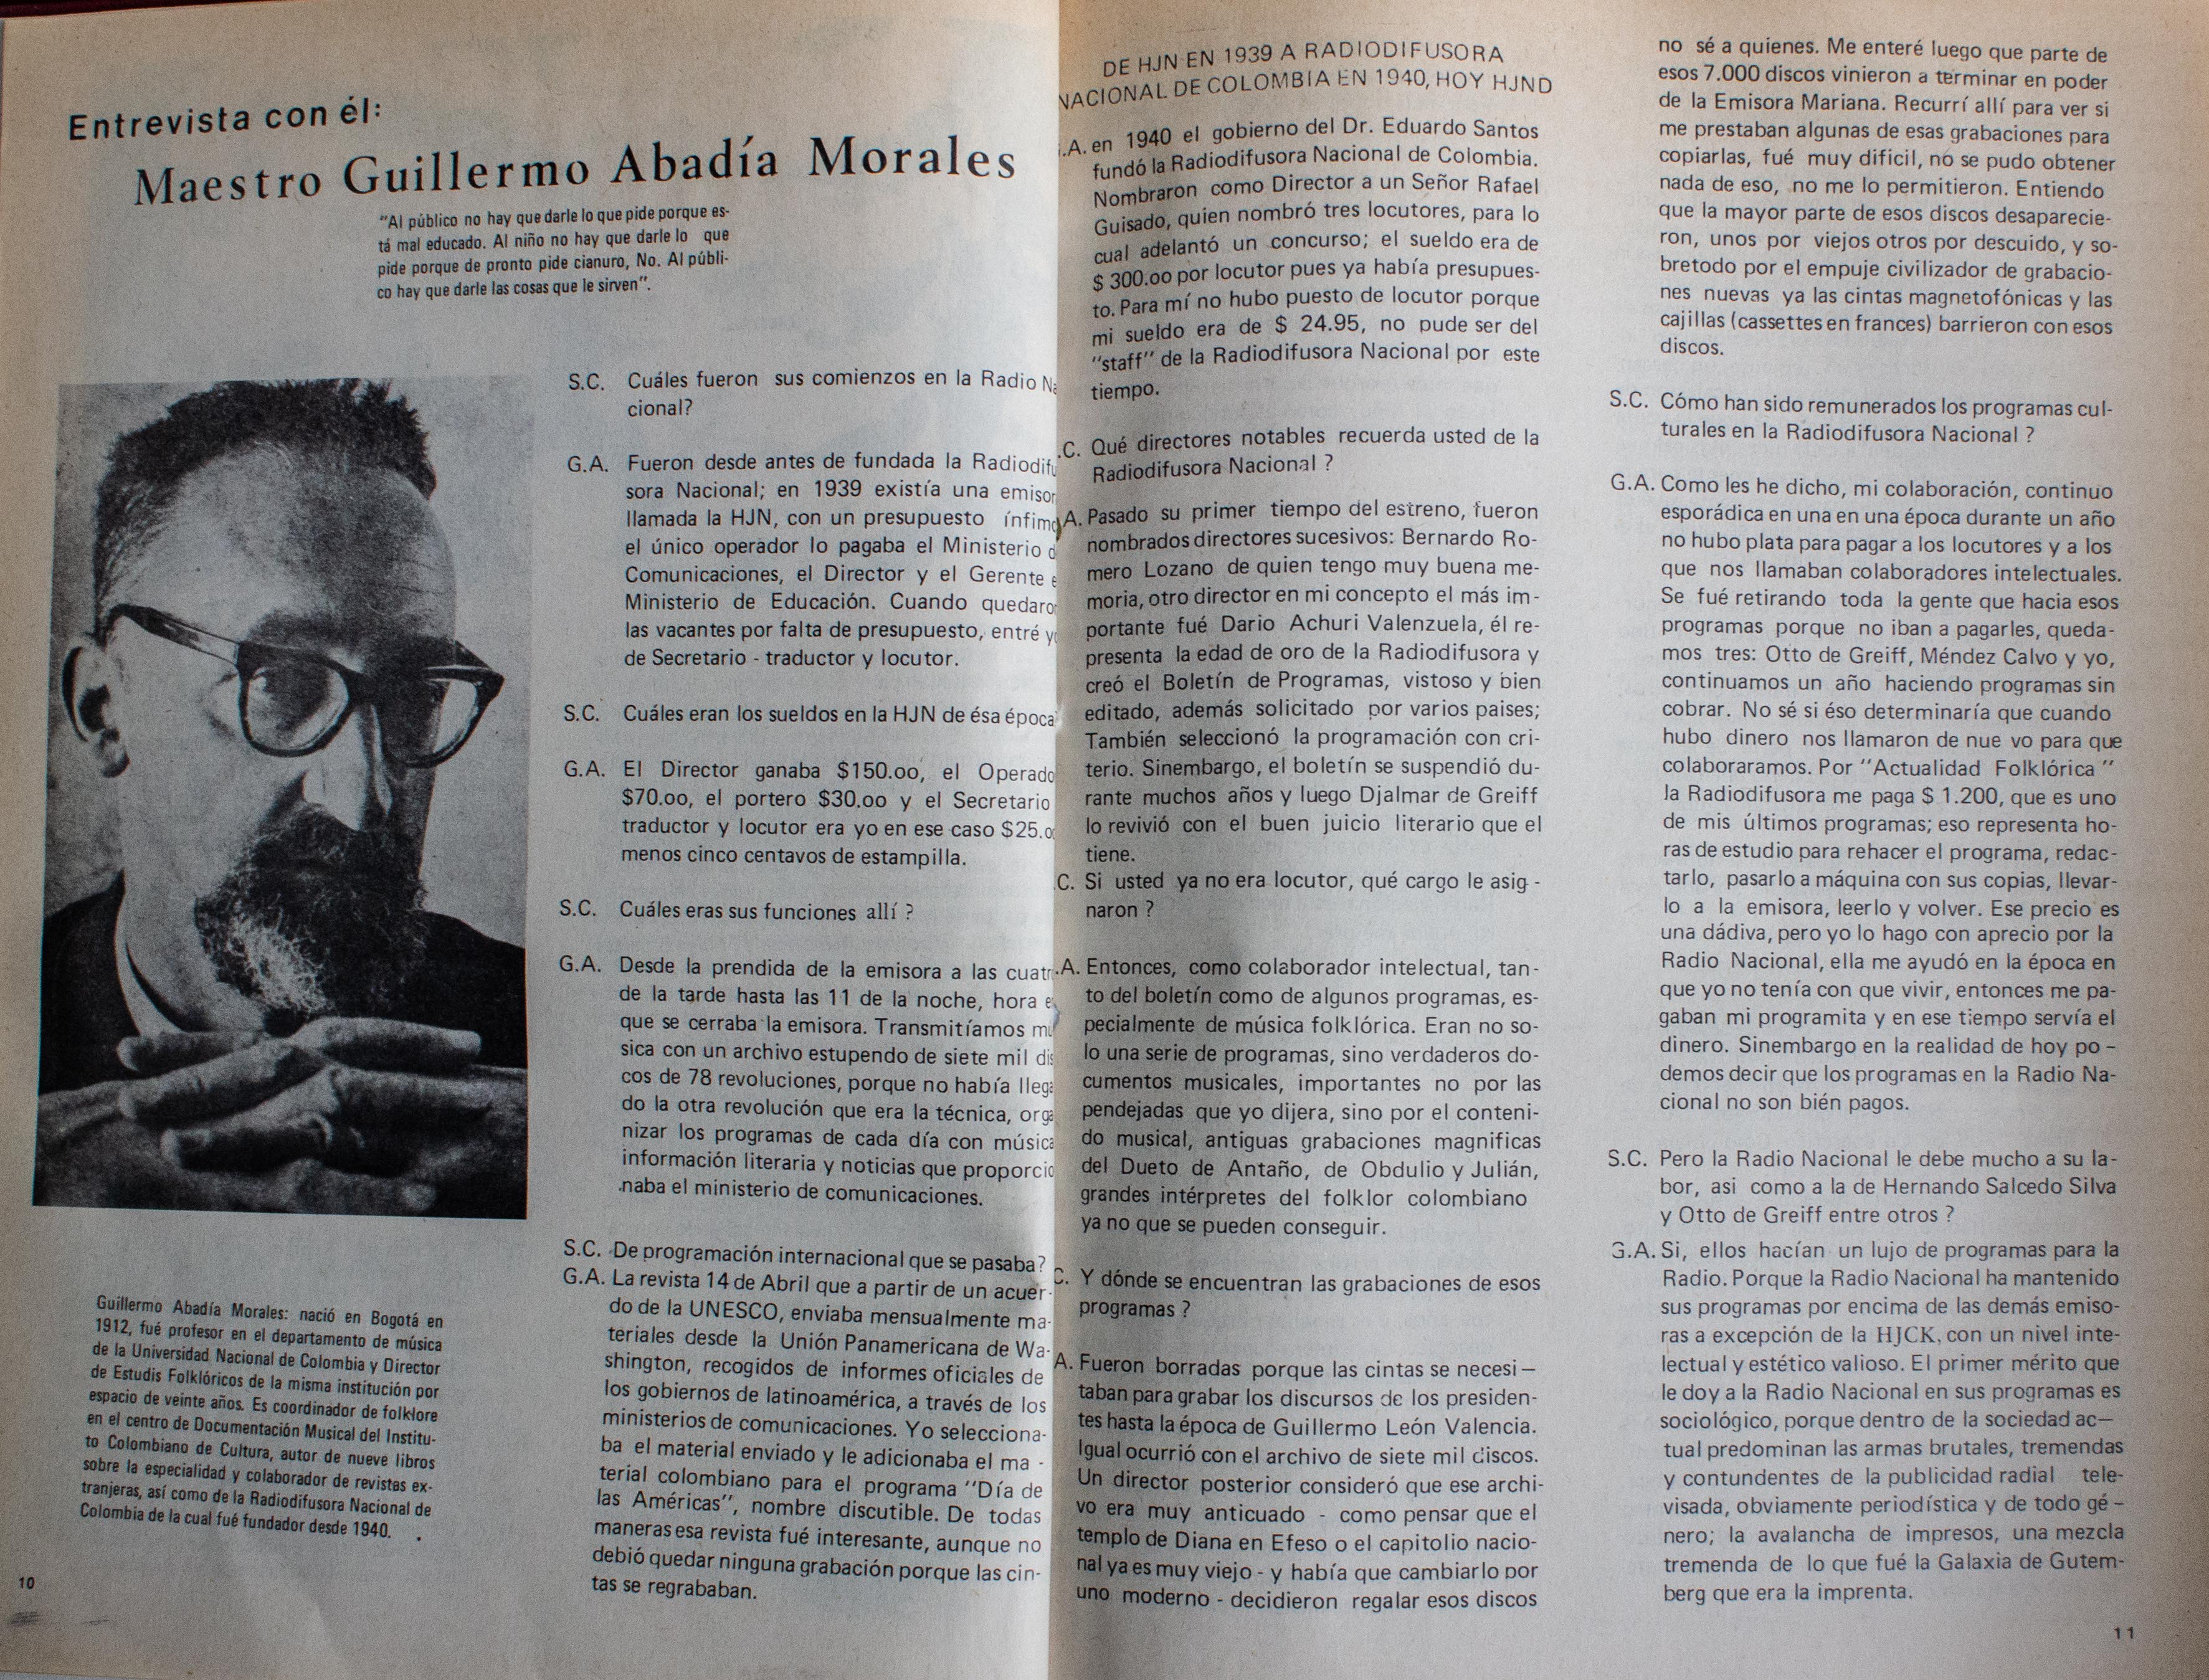 Entrevista con él:
Maestro Guillermo Abadía Morales
"Al público no hay que darle lo que pide porque es-
tá mal educado. Al niño no hay que darle lo que
pide porque de pronto pide cianuro, No. Al públi-
co hay que darle las cosas que le sirven".
Guillermo Abadía Morales: nació en Bogotá en
1912, fué profesor en el departamento de música
de la Universidad Nacional de Colombia y Director
de Estudis Folklóricos de la misma institución por
espacio de veinte años. Es coordinador de folklore
en el centro de Documentación Musical del Institu-
to Colombiano de Cultura, autor de nueve libros
sobre la especialidad y colaborador de revistas ex-
tranjeras, así como de la Radiodifusora Nacional de
Colombia de la cual fué fundador desde 1940.
10
S.C. Cuáles fueron sus comienzos en la Radio Na
cional?
G.A. Fueron desde antes de fundada la Radiodifu
sora Nacional; en 1939 existía una emisor
llamada la HJN, con un presupuesto ínfimo
el único operador lo pagaba el Ministerio d
Comunicaciones, el Director y el Gerente e
Ministerio de Educación. Cuando quedaron
las vacantes por falta de presupuesto, entré yo
de Secretario - traductor y locutor.
S.C. Cuáles eran los sueldos en la HJN de ésa época
G.A. El Director ganaba $150.oo, el Operado
$70.oo, el portero $30.oo y el Secretario
traductor y locutor era yo en ese caso $25.oo
menos cinco centavos de estampilla.
S.C. Cuáles eras sus funciones allí ?
G.A. Desde la prendida de la emisora a las cuatr
de la tarde hasta las 11 de la noche, hora e
que se cerraba la emisora. Transmitíamos mú
sica con un archivo estupendo de siete mil dis
cos de 78 revoluciones, porque no había llega
do la otra revolución que era la técnica, orga
nizar los programas de cada día con música
información literaria y noticias que proporcio
naba el ministerio de comunicaciones.
S.C. De programación internacional que se pasaba?
G.A. La revista 14 de Abril que a partir de un acuer-
do de la UNESCO, enviaba mensualmente ma-
teriales desde la Unión Panamericana de Wa-
shington, recogidos de informes oficiales de
los gobiernos de latinoamérica, a través de los
ministerios de comunicaciones. Yo selecciona-
ba el material enviado y le adicionaba el ma -
terial colombiano para el programa "Día de
las Américas", nombre discutible. De todas
maneras esa revista fué interesante, aunque no
debió quedar ninguna grabación porque las cin-
tas se regrababan.
DE HJN EN 1939 A RADIODIFUSORA
NACIONAL DE COLOMBIA EN 1940, HOY HJND
.A. en 1940 el gobierno del Dr. Eduardo Santos
fundó la Radiodifusora Nacional de Colombia.
Nombraron como Director a un Señor Rafael
Guisado, quien nombró tres locutores, para lo
cual adelantó un concurso; el sueldo era de
$ 300.oo por locutor pues ya había presupues-
to. Para mí no hubo puesto de locutor porque
mi sueldo era de $ 24.95, no pude ser del
"staff" de la Radiodifusora Nacional por este
tiempo.
.C. Qué directores notables recuerda usted de la
Radiodifusora Nacional ?
A. Pasado su primer tiempo del estreno, fueron
nombrados directores sucesivos: Bernardo Ro-
mero Lozano de quien tengo muy buena me-
moria, otro director en mi concepto el más im-
portante fué Dario Achuri Valenzuela, él re-
presenta la edad de oro de la Radiodifusora y
creó el Boletín de Programas, vistoso y bien
editado, además solicitado por varios paises;
También seleccionó la programación con cri-
terio. Sinembargo, el boletín se suspendió du-
rante muchos años y luego Djalmar de Greiff
lo revivió con el buen juicio literario que el
tiene.
.C. Si usted ya no era locutor, qué cargo le asig -
naron ?
.A. Entonces, como colaborador intelectual, tan-
to del boletín como de algunos programas, es-
pecialmente de música folklórica. Eran no so-
lo una serie de programas, sino verdaderos do-
cumentos musicales, importantes no por las
pendejadas que yo dijera, sino por el conteni-
do musical, antiguas grabaciones magnificas
del Dueto de Antaño, de Obdulio y Julián,
grandes intérpretes del folklor colombiano
ya no que se pueden conseguir.
C. Y dónde se encuentran las grabaciones de esos
programas ?
A. Fueron borradas porque las cintas se necesi —
taban para grabar los discursos de los presiden-
tes hasta la época de Guillermo León Valencia.
Igual ocurrió con el archivo de siete mil discos.
Un director posterior consideró que ese archi-
vo era muy anticuado - como pensar que el
templo de Diana en Efeso o el capitolio nacio-
nal ya es muy viejo - y había que cambiarlo por
uno moderno - decidieron regalar esos discos
no sé a quienes. Me enteré luego que parte de
esos 7.000 discos vinieron a terminar en poder
de la Emisora Mariana. Recurrí allí para ver si
me prestaban algunas de esas grabaciones para
copiarlas, fué muy dificil, no se pudo obtener
nada de eso, no me lo permitieron. Entiendo
que la mayor parte de esos discos desaparecie-
ron, unos por viejos otros por descuido, y so-
bretodo por el empuje civilizador de grabacio-
nes nuevas ya las cintas magnetofónicas y las
cajillas (cassettes en frances) barrieron con esos
discos.
S.C. Cómo han sido remunerados los programas cul-
turales en la Radiodifusora Nacional ?
G.A. Como les he dicho, mi colaboración, continuo
esporádica en una en una época durante un año
no hubo plata para pagar a los locutores y a los
que nos llamaban colaboradores intelectuales.
Se fué retirando toda la gente que hacia esos
programas porque no iban a pagarles, queda-
mos tres: Otto de Greiff, Méndez Calvo y yo,
continuamos un año haciendo programas sin
cobrar. No sé si éso determinaría que cuando
hubo dinero nos llamaron de nue vo para que
colaboraramos. Por "Actualidad Folklórica "
la Radiodifusora me paga $ 1.200, que es uno
de mis últimos programas; eso representa ho-
ras de estudio para rehacer el programa, redac-
tarlo, pasarlo a máquina con sus copias, llevar-
lo a la emisora, leerlo y volver. Ese precio es
una dádiva, pero yo lo hago con aprecio por la
Radio Nacional, ella me ayudó en la época en
que yo no tenía con que vivir, entonces me pa-
gaban mi programita y en ese tiempo servía el
dinero. Sinembargo en la realidad de hoy po –
demos decir que los programas en la Radio Na-
cional no son bién pagos.
S.C. Pero la Radio Nacional le debe mucho a su la-
bor, asi como a la de Hernando Salcedo Silva
y Otto de Greiff entre otros ?
G.A. Si, ellos hacían un lujo de programas para la
Radio. Porque la Radio Nacional ha mantenido
sus programas por encima de las demás emiso-
ras a excepción de la HJCK, con un nivel inte-
lectual y estético valioso. El primer mérito que
le doy a la Radio Nacional en sus programas es
sociológico, porque dentro de la sociedad ac—
tual predominan las armas brutales, tremendas
y contundentes de la publicidad radial tele-
visada, obviamente periodística y de todo gé –
nero; la avalancha de impresos, una mezcla
tremenda de lo que fué la Galaxia de Gutem-
berg que era la imprenta.
11